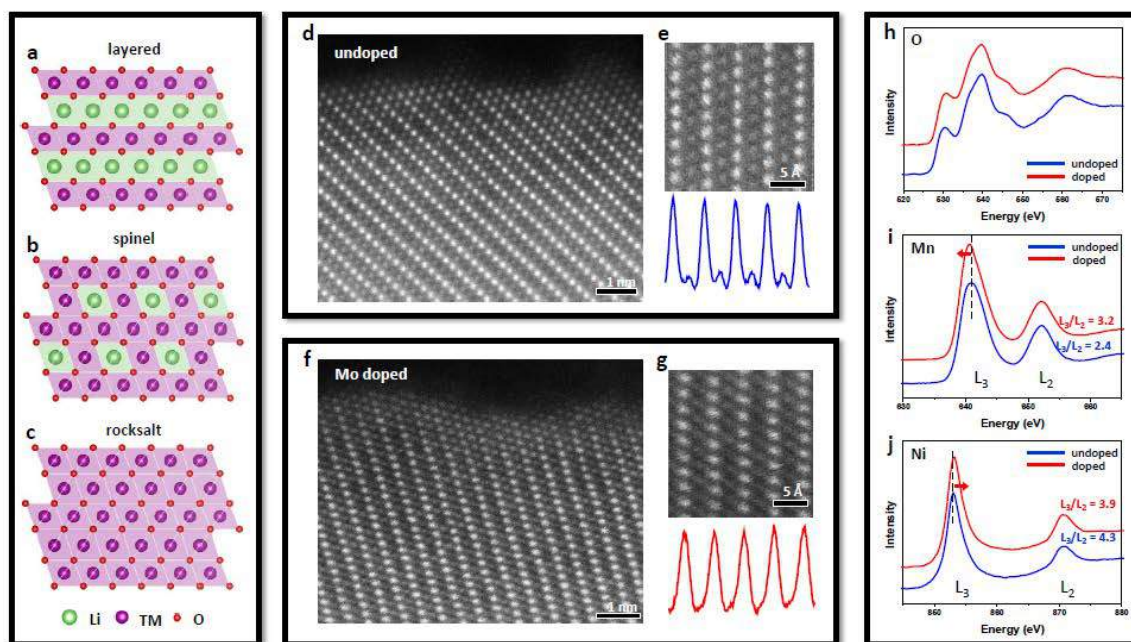 a
layered
b
spinel
c
rocksalt
Li TM O
d
undoped
1 nm
e
5 Å
f
Mo doped
1 nm
g
5 Å
h
O
Intensity
undoped
doped
620 630 640 650 660 670
Energy (eV)
i
Mn
undoped
doped
Intensity
L3/L2 = 3.2
L3/L2 = 2.4
L3 L2
630 640 650 660
Energy (eV)
j
Ni
undoped
doped
Intensity
L3/L2 = 3.9
L3/L2 = 4.3
L3 L2
850 860 870 880
Energy (eV)